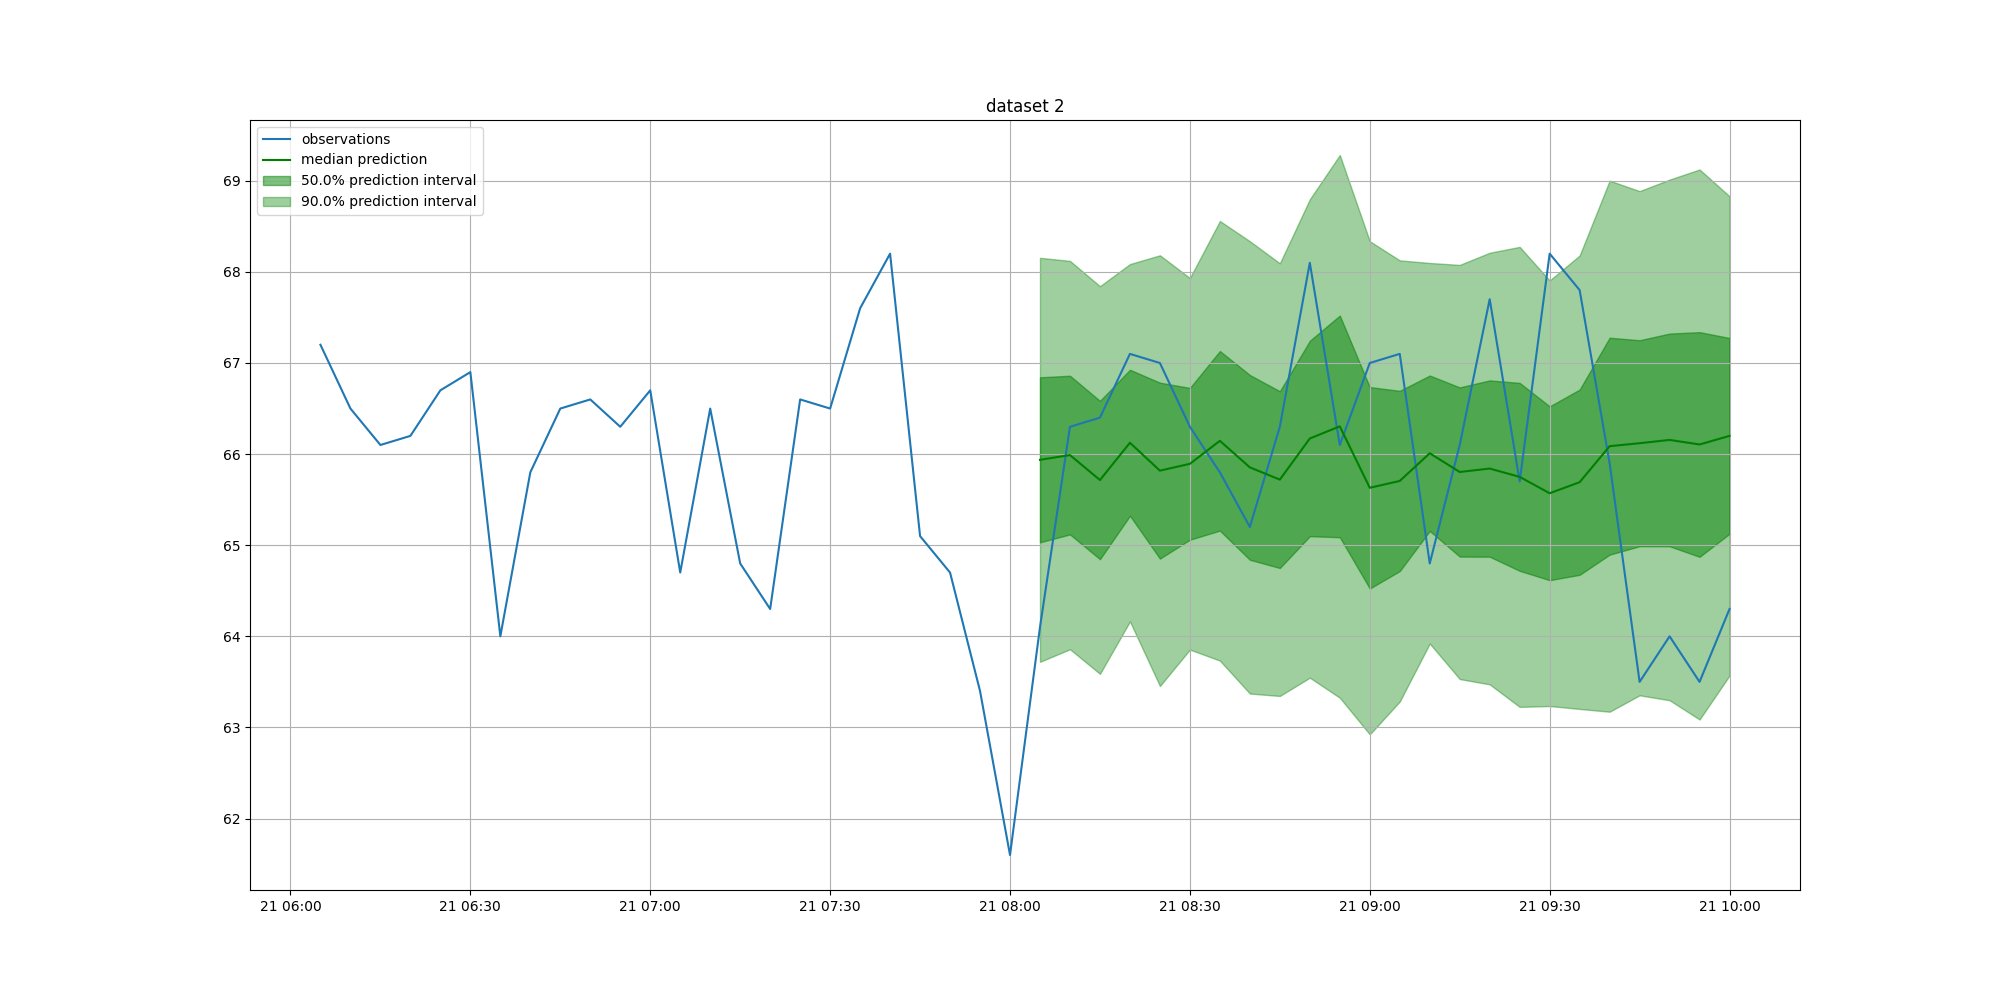 dataset 2
observations
median prediction
50.0% prediction interval
90.0% prediction interval
69
68
67
66
65
64
63
62
21 06:00 21 06:30 21 07:00 21 07:30 21 08:00 21 08:30 21 09:00 21 09:30 21 10:00